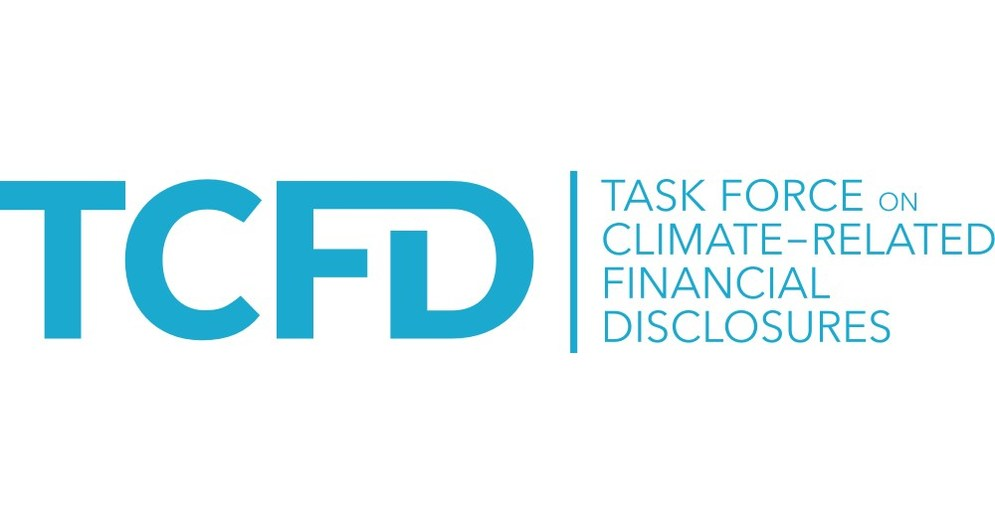 TCFD
TASK FORCE ON
CLIMATE–RELATED
FINANCIAL
DISCLOSURES